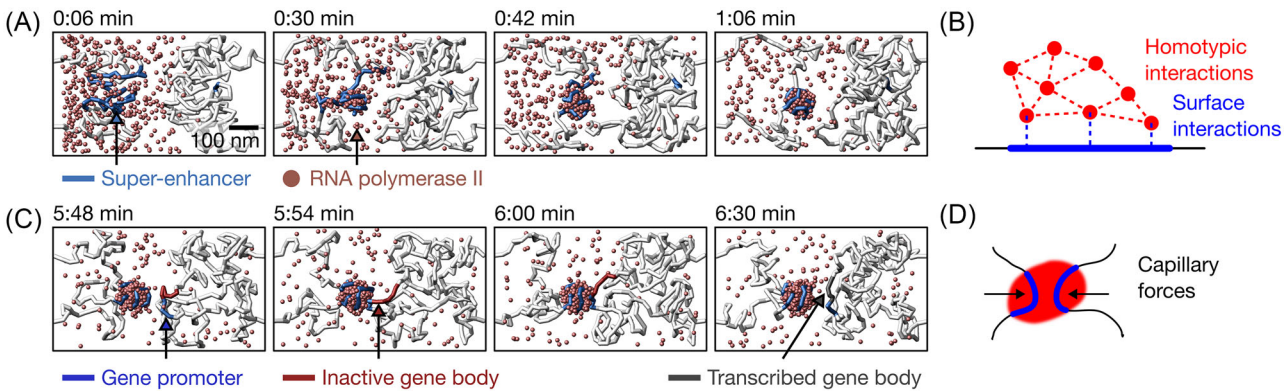 (A)
0:06 min
0:30 min
0:42 min
1:06 min
100 nm
Super-enhancer
RNA polymerase II
(B)
Homotypic
interactions
Surface
interactions
(C)
5:48 min
5:54 min
6:00 min
6:30 min
Gene promoter
Inactive gene body
Transcribed gene body
(D)
Capillary
forces